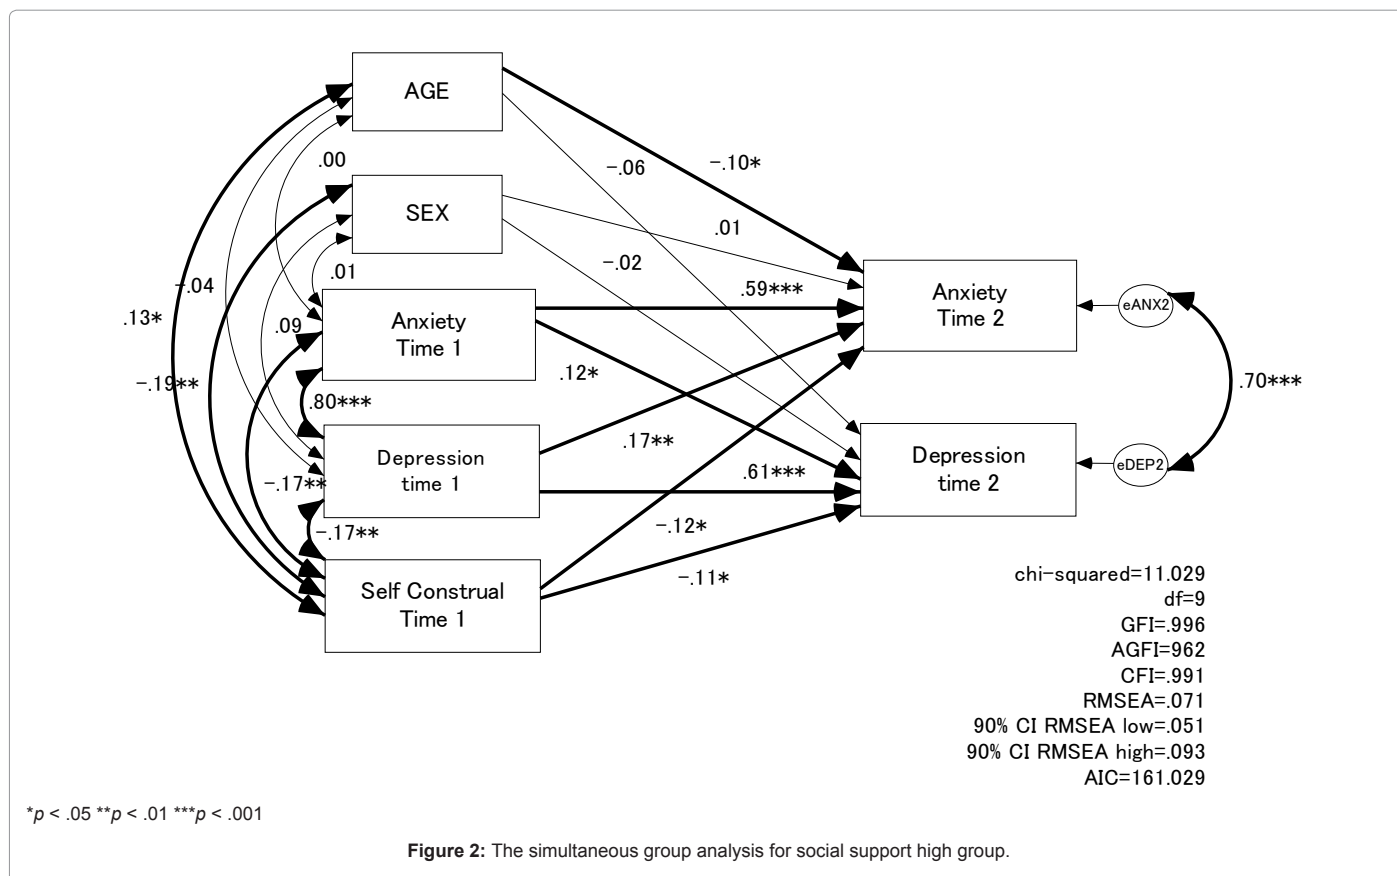 AGE
.00
-.06
-.10*
SEX
.01
-.02
.01
-.04
.13*
.09
Anxiety
Time 1
.59***
Anxiety
Time 2
eANX2
-.19**
.12*
.80***
.70***
Depression
time 1
.17**
.61***
Depression
time 2
eDEP2
-.17**
-.17**
-.12*
-.11*
Self Construal
Time 1
chi-squared=11.029
df=9
GFI=.996
AGFI=962
CFI=.991
RMSEA=.071
90% CI RMSEA low=.051
90% CI RMSEA high=.093
AIC=161.029
*p < .05 **p < .01 ***p < .001
Figure 2: The simultaneous group analysis for social support high group.